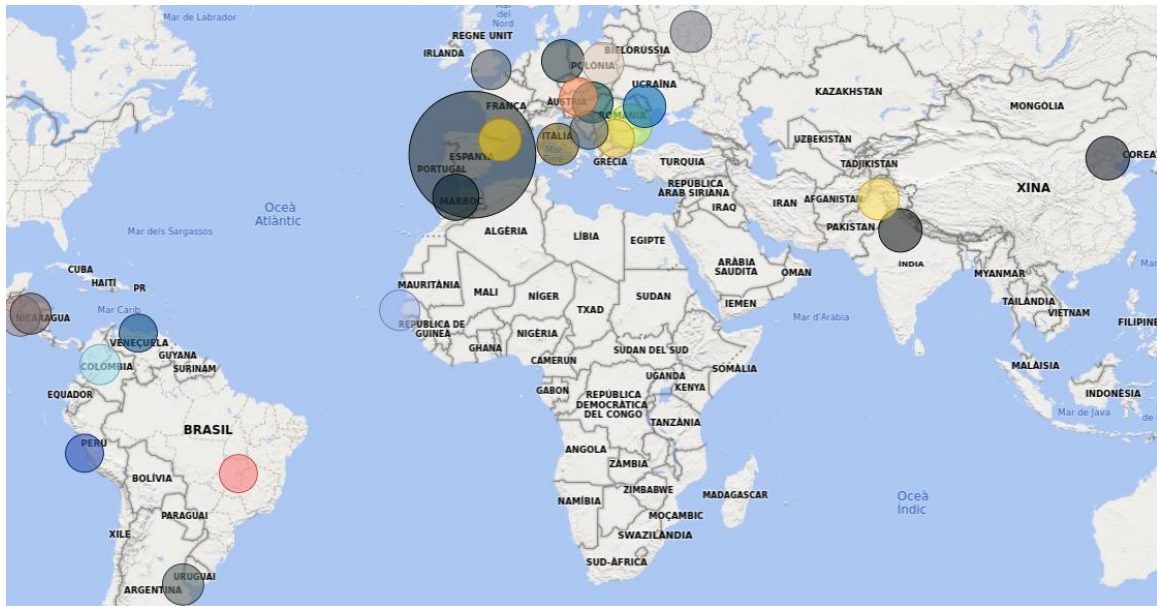 Mar de Labrador
Mar
del
Nord
REGNE UNIT
IRLANDA
BIELORÚSSIA
POLÒNIA
UCRAÏNA
KAZAKHSTAN
MONGÒLIA
FRANÇA
ÀUSTRIA
ROMANIA
ITÀLIA
UZBEKISTAN
COREA
ESPANYA
PORTUGAL
GRÈCIA
TURQUIA
TADJIKISTAN
XINA
MARROC
REPÚBLICA
ÀRAB SIRIANA
IRAQ
IRAN
AFGANISTAN
PAKISTAN
Oceà
Atlàntic
Mar dels Sargassos
ALGÈRIA
LÍBIA
EGIPTE
ARÀBIA
SAUDITA
OMAN
ÍNDIA
MYANMAR
CUBA
HAITÍ
PR
MAURITÀNIA
MALI
NÍGER
TXAD
SUDAN
IEMEN
TAILÀNDIA
VIETNAM
Mar Carib
NICARAGUA
Mar d'Aràbia
FILIPINE
REPÚBLICA DE
GUINEA
NIGÈRIA
GHANA
VENEÇUELA
GUYANA
SURINAM
COLÒMBIA
CAMERUN
SUDAN DEL SUD
SOMÀLIA
MALÀISIA
EQUADOR
GABON
UGANDA
KENYA
INDONÈSIA
REPÚBLICA
DEMOCRÀTICA
DEL CONGO
TANZÀNIA
Mar de Java
de
BRASIL
PERÚ
ANGOLA
ZÀMBIA
BOLÍVIA
ZIMBABWE
MADAGASCAR
NAMÍBIA
MOÇAMBIC
Oceà
Índic
PARAGUAI
XILE
SWAZILÀNDIA
SUD-ÀFRICA
URUGUAI
ARGENTINA